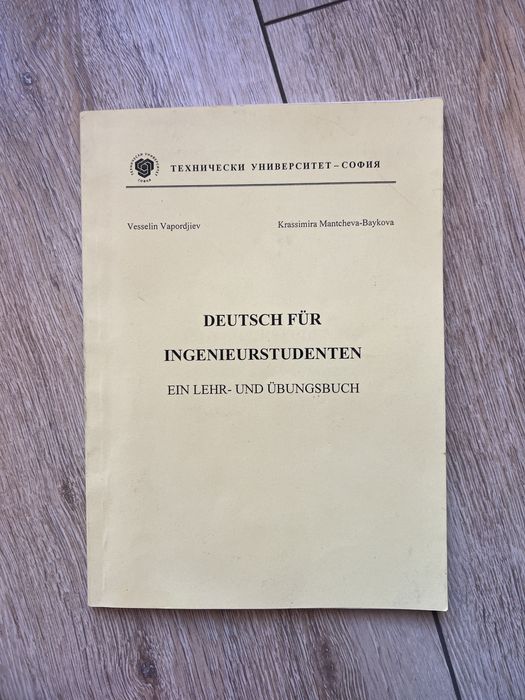 ТЕХНИЧЕСКИ УНИВЕРСИТЕТ – СОФИЯ
Vesselin Vapordjiev Krassimira Mantcheva-Baykova
DEUTSCH FÜR
INGENIEURSTUDENTEN
EIN LEHR- UND ÜBUNGSBUCH